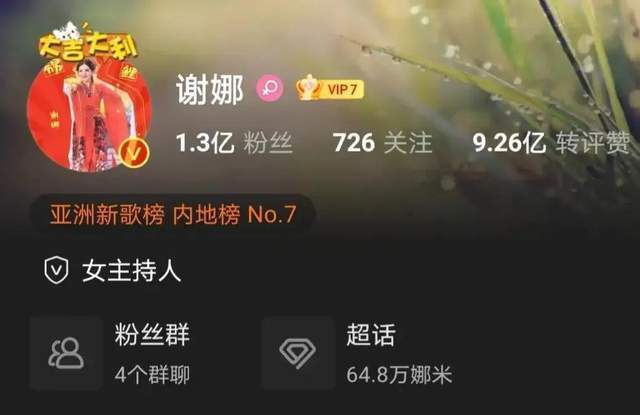 大吉大利
谢娜
谢娜 VIP7
1.3亿 粉丝 726 关注 9.26亿 转评赞
亚洲新歌榜 内地榜 No.7
女主持人
粉丝群 超话
4个群聊 64.8万娜米